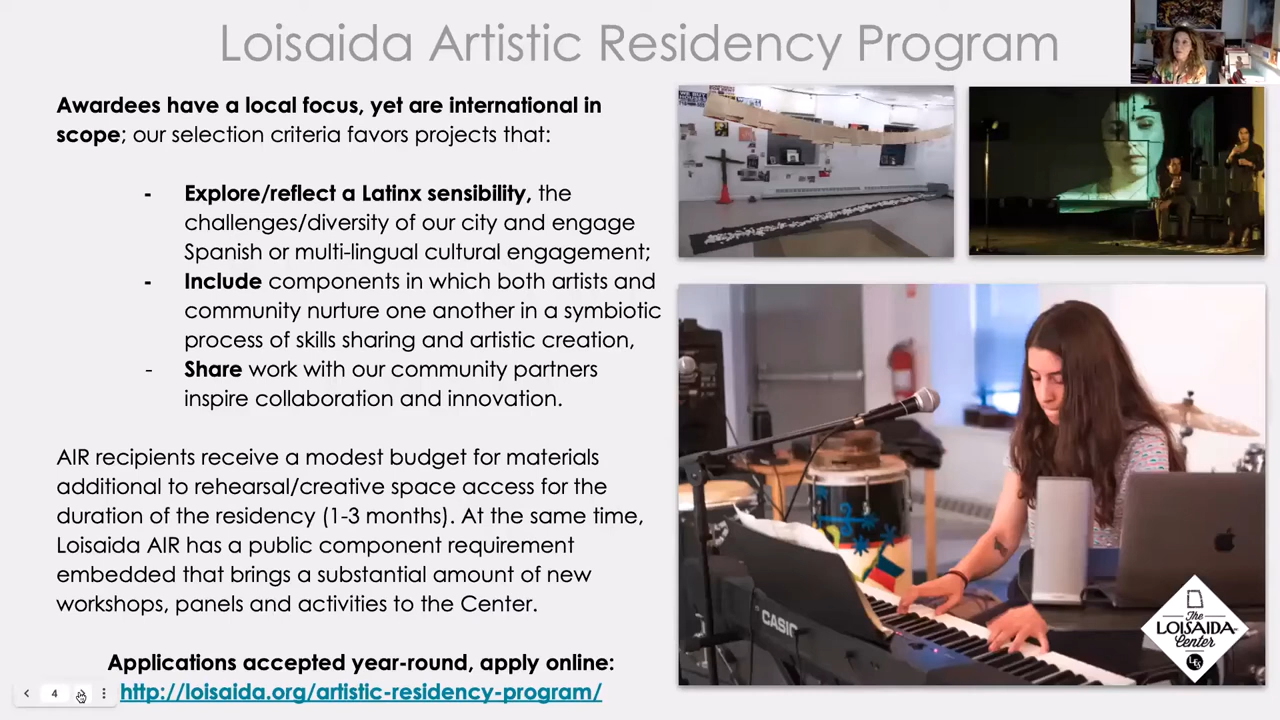 Loisaida Artistic Residency Program
Awardees have a local focus, yet are international in
scope; our selection criteria favors projects that:
- Explore/reflect a Latinx sensibility, the
challenges/diversity of our city and engage
Spanish or multi-lingual cultural engagement;
- Include components in which both artists and
community nurture one another in a symbiotic
process of skills sharing and artistic creation,
- Share work with our community partners
inspire collaboration and innovation.
AIR recipients receive a modest budget for materials
additional to rehearsal/creative space access for the
duration of the residency (1-3 months). At the same time,
Loisaida AIR has a public component requirement
embedded that brings a substantial amount of new
workshops, panels and activities to the Center.
Applications accepted year-round, apply online:
http://loisaida.org/artistic-residency-program/
4
CASIO
The
LOISAIDA
Center